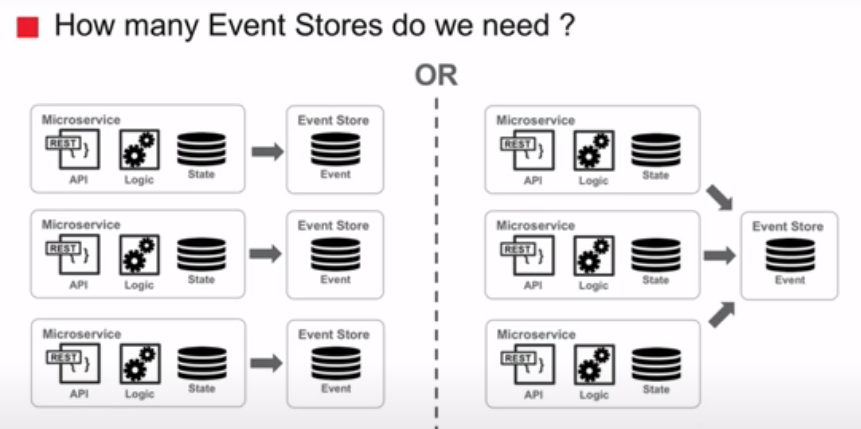 How many Event Stores do we need ?
OR
Microservice
REST
{ }
API
Logic
State
Event Store
Event
Microservice
REST
{ }
API
Logic
State
Event Store
Event
Microservice
REST
{ }
API
Logic
State
Event Store
Event
Microservice
REST
{ }
API
Logic
State
Microservice
REST
{ }
API
Logic
State
Event Store
Event
Microservice
REST
{ }
API
Logic
State